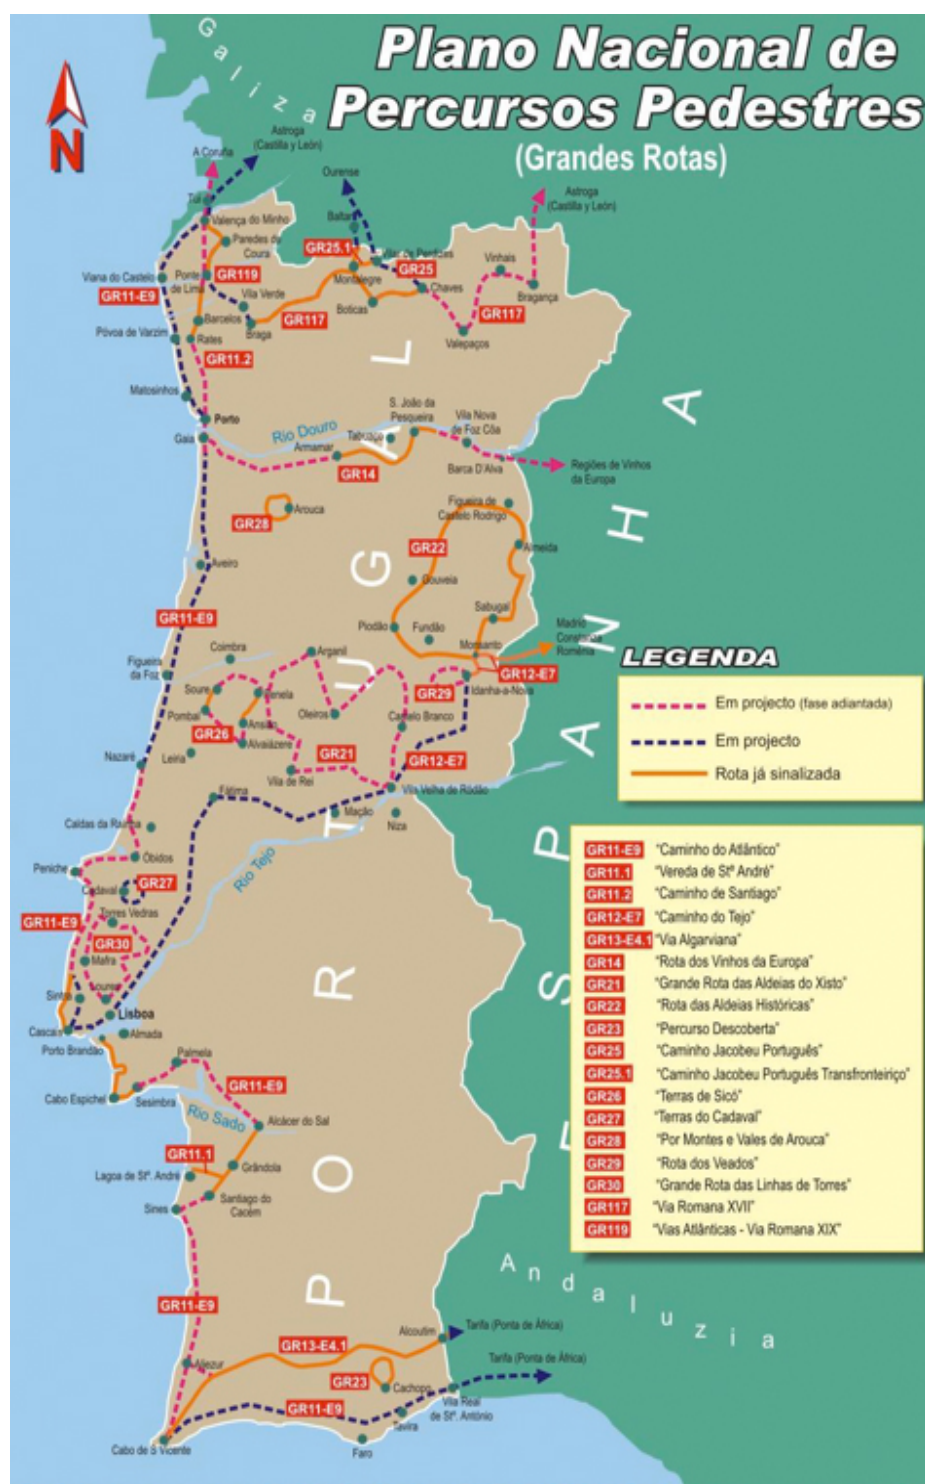 Plano Nacional de
Percursos Pedestres
(Grandes Rotas)
Galiza
N
A Coruña
Astroga
(Castilla y León)
Ourense
Astroga
(Castilla y León)
Tui
Baltar
Valença do Minho
Paredes de
Coura
GR25.1
Vilar de Perdizes
GR25
Vinhais
Viana do Castelo
Ponte
de Lima
GR119
Montalegre
Chaves
Bragança
GR11-E9
Vila Verde
Boticas
GR117
GR117
Barcelos
Braga
Póvoa de Varzim
Rates
Valepaços
GR11.2
Matosinhos
S. João da
Pesqueira
Vila Nova
de Foz Côa
Porto
Rio Douro
Tabuaço
Gaia
Armamar
GR14
Barca D'Alva
Regiões de Vinhos
da Europa
Arouca
GR28
Figueira de
Castelo Rodrigo
GR22
Almeida
Aveiro
Gouveia
Sabugal
GR11-E9
Piodão
Fundão
Monsanto
Madrid
Constanza
Roménia
Coimbra
Arganil
Figueira
da Foz
GR12-E7
Soure
Penela
GR29
Idanha-a-Nova
Pombal
Ansião
Oleiros
Castelo Branco
GR26
Alvaiázere
GR21
GR12-E7
Nazaré
Leiria
Vila de Rei
Vila Velha de Ródão
Fátima
Mação
Niza
Caldas da Rainha
Óbidos
Peniche
Rio Tejo
Cadaval
GR27
GR11-E9
Torres Vedras
GR30
Mafra
Sintra
Loures
Lisboa
Cascais
Almada
Porto Brandão
Palmela
GR11-E9
Cabo Espichel
Sesimbra
Rio Sado
Alcácer do Sal
GR11.1
Grândola
Lagoa de Stº. André
Santiago do
Cacém
Sines
GR11-E9
GR13-E4.1
Alcoutim
Tarifa (Ponta de África)
Tarifa (Ponta de África)
Aljezur
GR23
Cachopo
GR11-E9
Vila Real
de Stº. António
Tavira
Cabo de S Vicente
Faro
PORTUGAL
ESPANHA
Andaluzia
LEGENDA
Em projecto (fase adiantada)
Em projecto
Rota já sinalizada
GR11-E9 "Caminho do Atlântico"
GR11.1 "Vereda de Stº André"
GR11.2 "Caminho de Santiago"
GR12-E7 "Caminho do Tejo"
GR13-E4.1 "Via Algarviana"
GR14 "Rota dos Vinhos da Europa"
GR21 "Grande Rota das Aldeias do Xisto"
GR22 "Rota das Aldeias Históricas"
GR23 "Percurso Descoberta"
GR25 "Caminho Jacobeu Português"
GR25.1 "Caminho Jacobeu Português Transfronteiriço"
GR26 "Terras de Sicó"
GR27 "Terras do Cadaval"
GR28 "Por Montes e Vales de Arouca"
GR29 "Rota dos Veados"
GR30 "Grande Rota das Linhas de Torres"
GR117 "Via Romana XVII"
GR119 "Vias Atlânticas - Via Romana XIX"